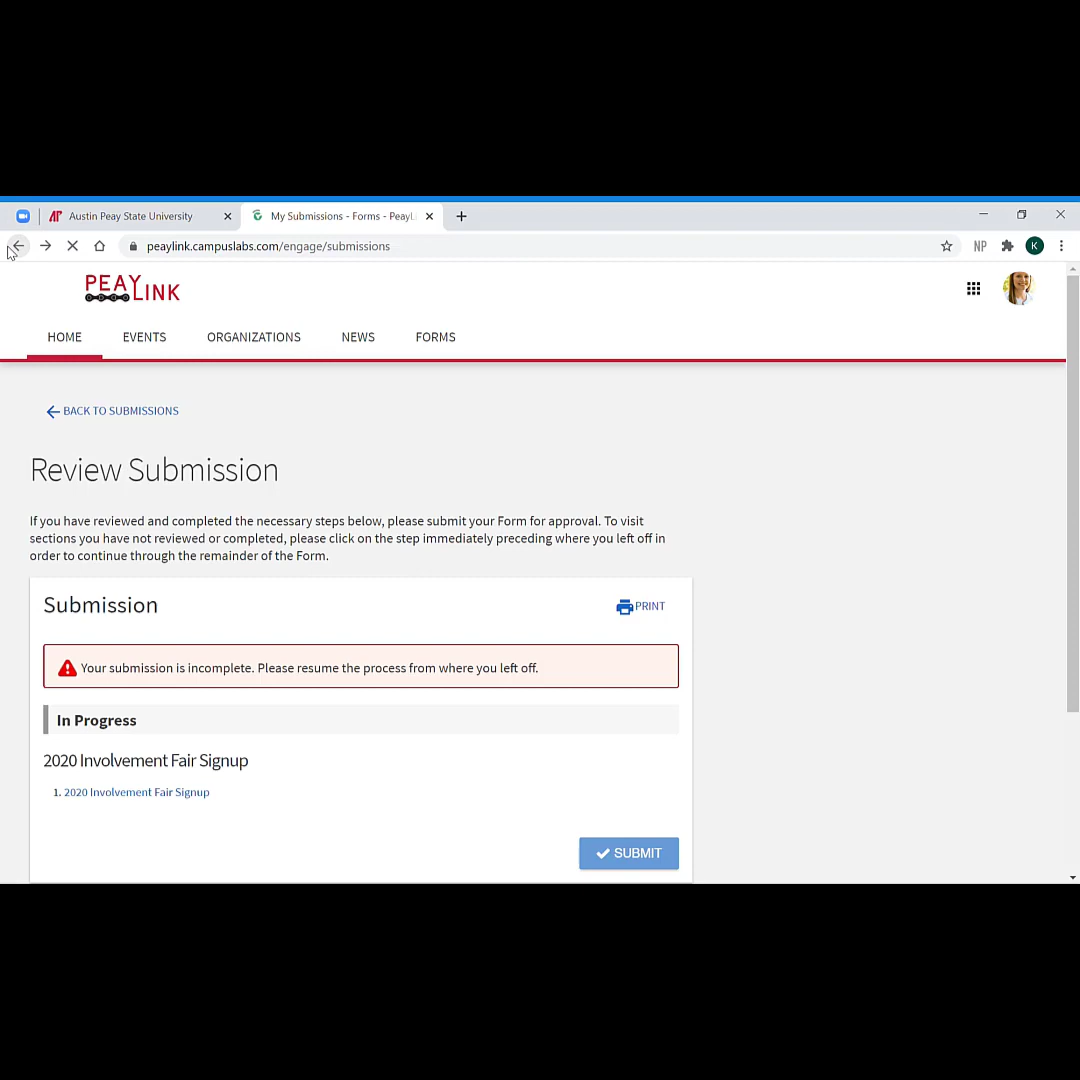 Austin Peay State University
My Submissions - Forms - PeayL
peaylink.campuslabs.com/engage/submissions
NP
K
PEAY LINK
HOME EVENTS ORGANIZATIONS NEWS FORMS
BACK TO SUBMISSIONS
Review Submission
If you have reviewed and completed the necessary steps below, please submit your Form for approval. To visit
sections you have not reviewed or completed, please click on the step immediately preceding where you left off in
order to continue through the remainder of the Form.
Submission
PRINT
Your submission is incomplete. Please resume the process from where you left off.
In Progress
2020 Involvement Fair Signup
1. 2020 Involvement Fair Signup
SUBMIT